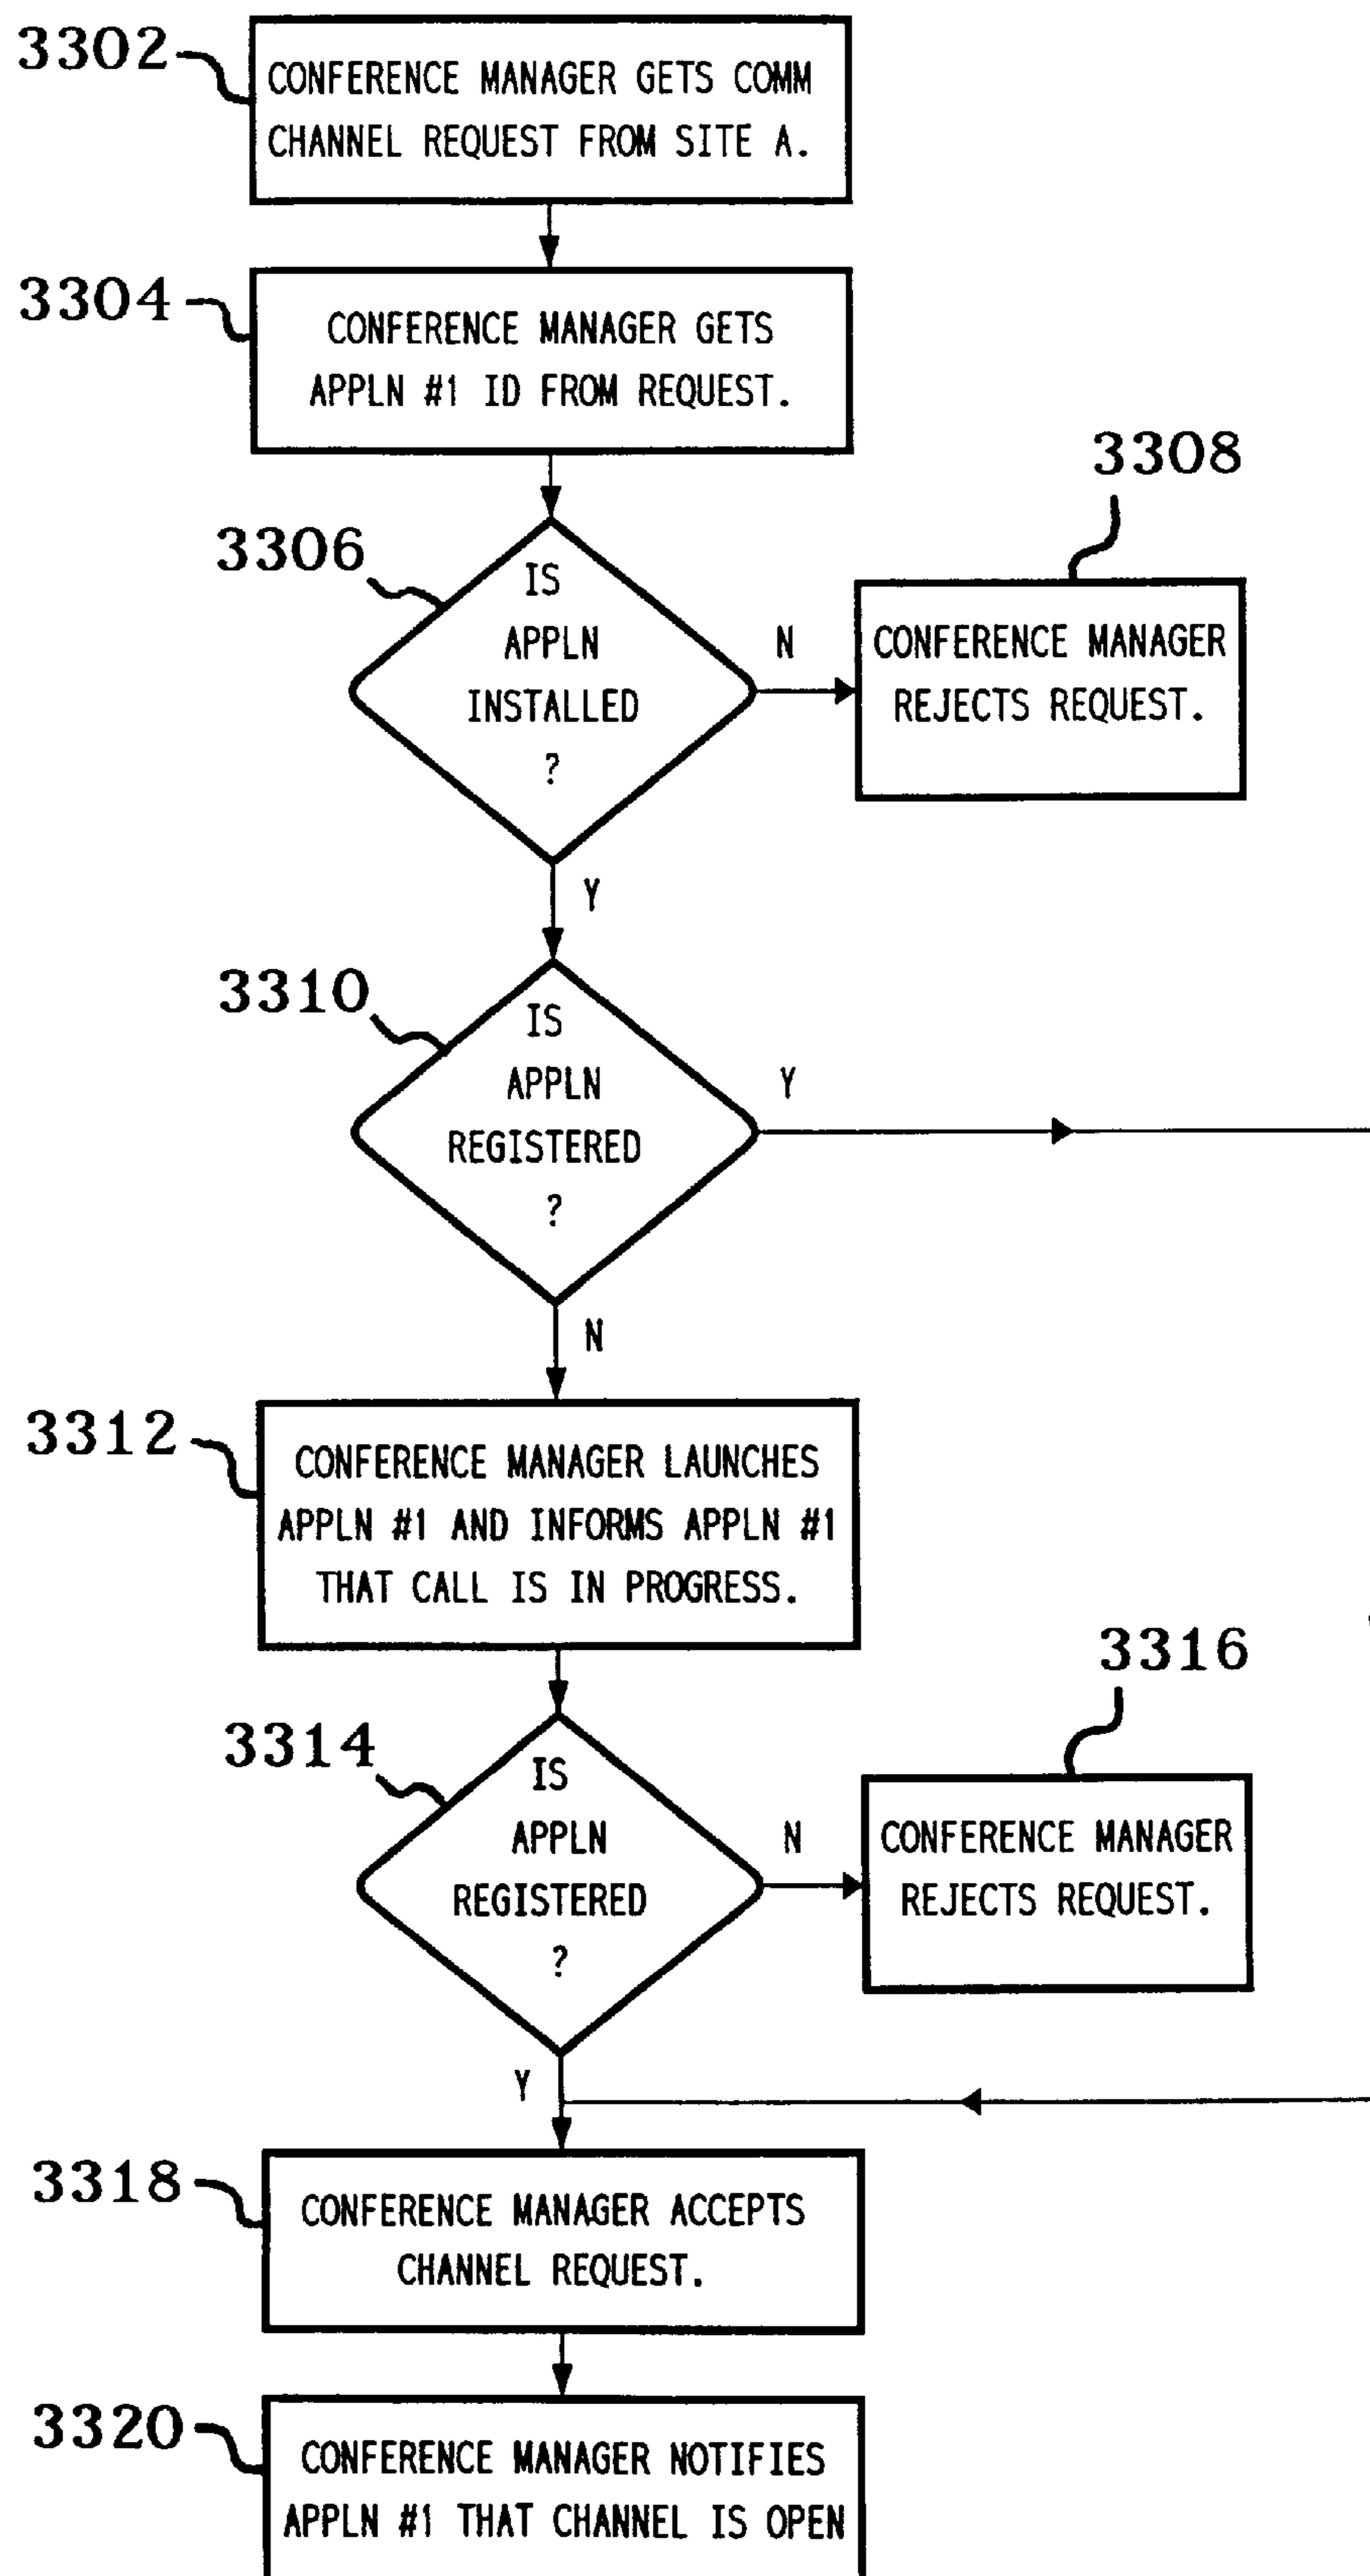 3302
CONFERENCE MANAGER GETS COMM
CHANNEL REQUEST FROM SITE A.
3304
CONFERENCE MANAGER GETS
APPLN #1 ID FROM REQUEST.
3306
IS
APPLN
INSTALLED
?
N
3308
CONFERENCE MANAGER
REJECTS REQUEST.
Y
3310
IS
APPLN
REGISTERED
?
Y
N
3312
CONFERENCE MANAGER LAUNCHES
APPLN #1 AND INFORMS APPLN #1
THAT CALL IS IN PROGRESS.
3314
IS
APPLN
REGISTERED
?
N
3316
CONFERENCE MANAGER
REJECTS REQUEST.
Y
3318
CONFERENCE MANAGER ACCEPTS
CHANNEL REQUEST.
3320
CONFERENCE MANAGER NOTIFIES
APPLN #1 THAT CHANNEL IS OPEN